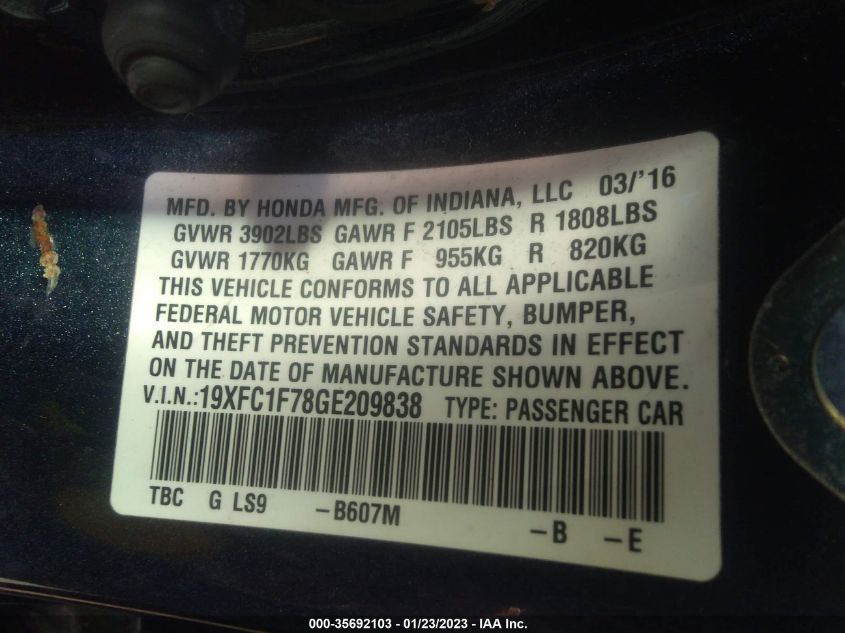 MFD. BY HONDA MFG. OF INDIANA, LLC 03/'16
GVWR 3902LBS GAWR F 2105LBS R 1808LBS
GVWR 1770KG GAWR F 955KG R 820KG
THIS VEHICLE CONFORMS TO ALL APPLICABLE
FEDERAL MOTOR VEHICLE SAFETY, BUMPER,
AND THEFT PREVENTION STANDARDS IN EFFECT
ON THE DATE OF MANUFACTURE SHOWN ABOVE.
V.I.N.:19XFC1F78GE209838 TYPE: PASSENGER CAR
TBC G LS9 -B607M -B -E
000-35692103 - 01/23/2023 - IAA Inc.